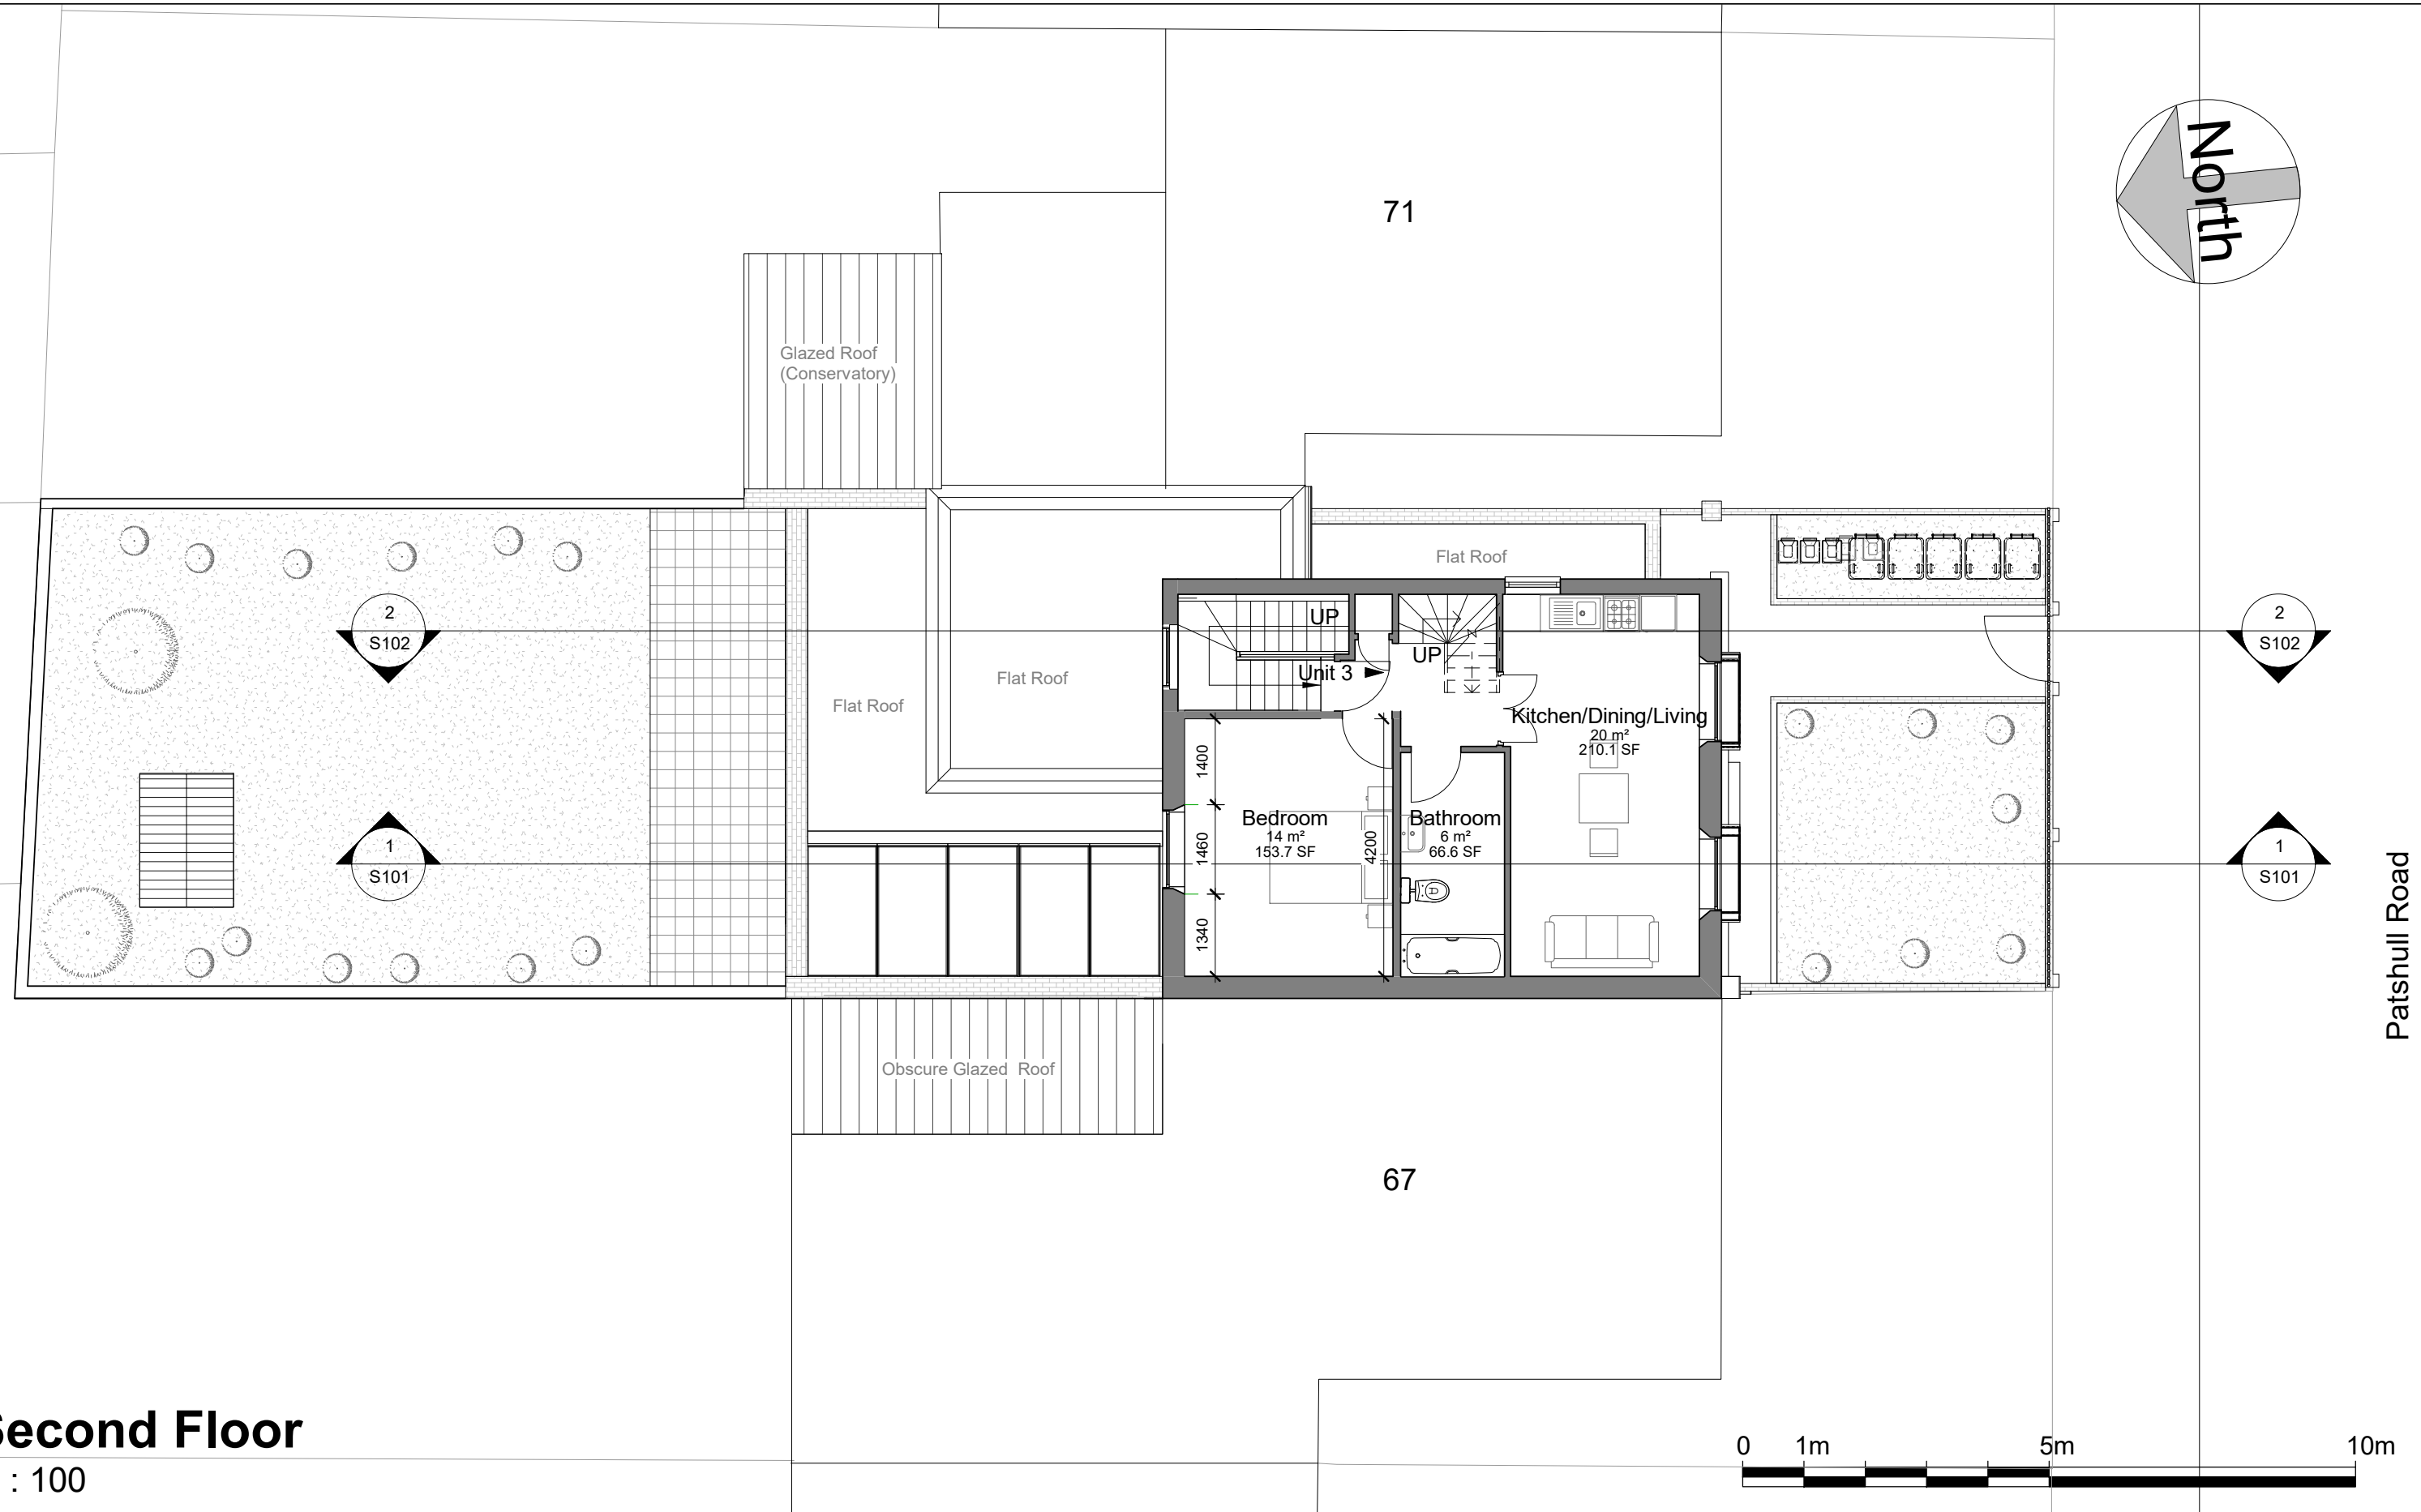 71
North
Glazed Roof
(Conservatory)
Flat Roof
2
S102
UP
UP
Unit 3
2
S102
Flat Roof
Flat Roof
Kitchen/Dining/Living
20 m²
210.1 SF
1400
1460
1340
4200
Bedroom
14 m²
153.7 SF
Bathroom
6 m²
66.6 SF
1
S101
1
S101
Patshull Road
Obscure Glazed Roof
67
Second Floor
: 100
0 1m 5m 10m